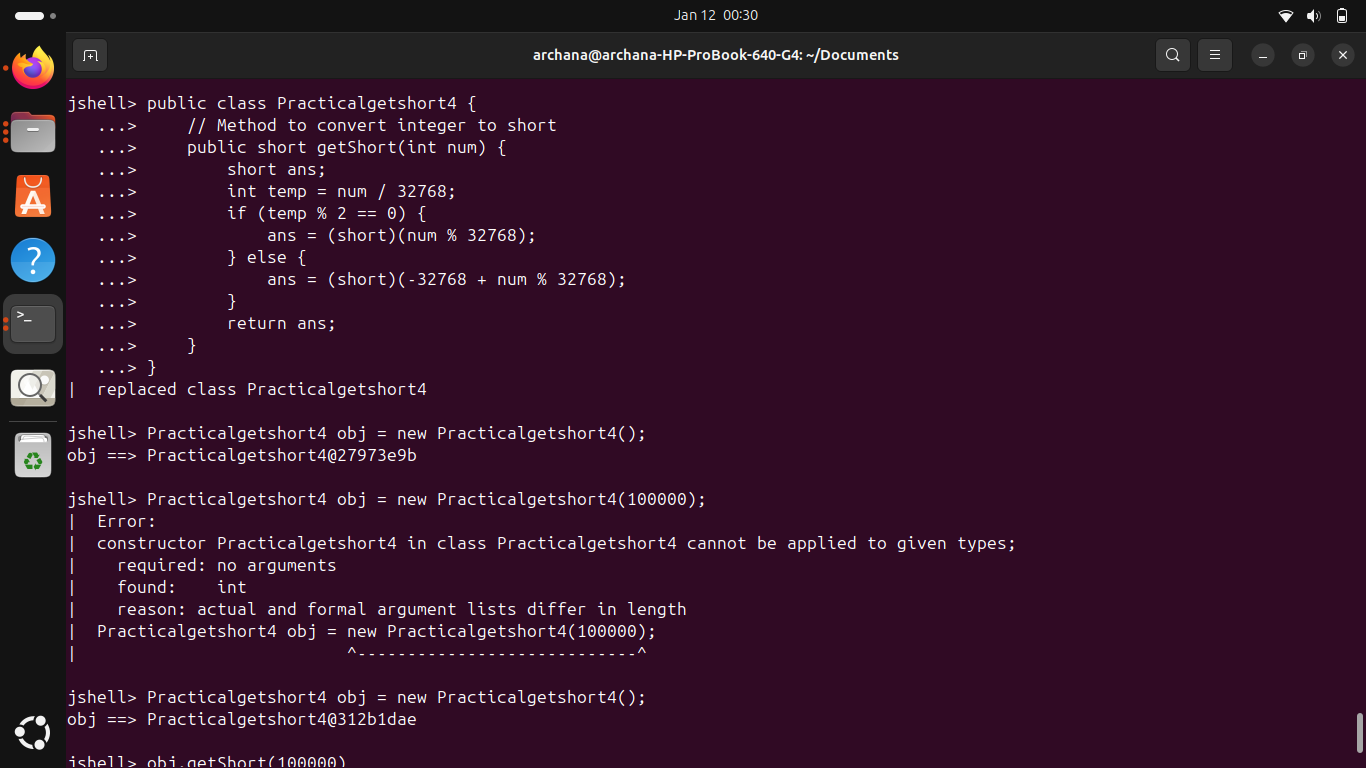 Jan 12  00:30
archana@archana-HP-ProBook-640-G4: ~/Documents
jshell> public class Practicalgetshort4 {
   ...>     // Method to convert integer to short
   ...>     public short getShort(int num) {
   ...>         short ans;
   ...>         int temp = num / 32768;
   ...>         if (temp % 2 == 0) {
   ...>             ans = (short)(num % 32768);
   ...>         } else {
   ...>             ans = (short)(-32768 + num % 32768);
   ...>         }
   ...>         return ans;
   ...>     }
   ...> }
|  replaced class Practicalgetshort4
jshell> Practicalgetshort4 obj = new Practicalgetshort4();
obj ==> Practicalgetshort4@27973e9b
jshell> Practicalgetshort4 obj = new Practicalgetshort4(100000);
|  Error:
|  constructor Practicalgetshort4 in class Practicalgetshort4 cannot be applied to given types;
|    required: no arguments
|    found:    int
|    reason: actual and formal argument lists differ in length
|  Practicalgetshort4 obj = new Practicalgetshort4(100000);
|                           ^----------------------------^
jshell> Practicalgetshort4 obj = new Practicalgetshort4();
obj ==> Practicalgetshort4@312b1dae
jshell> obj.getShort(100000)